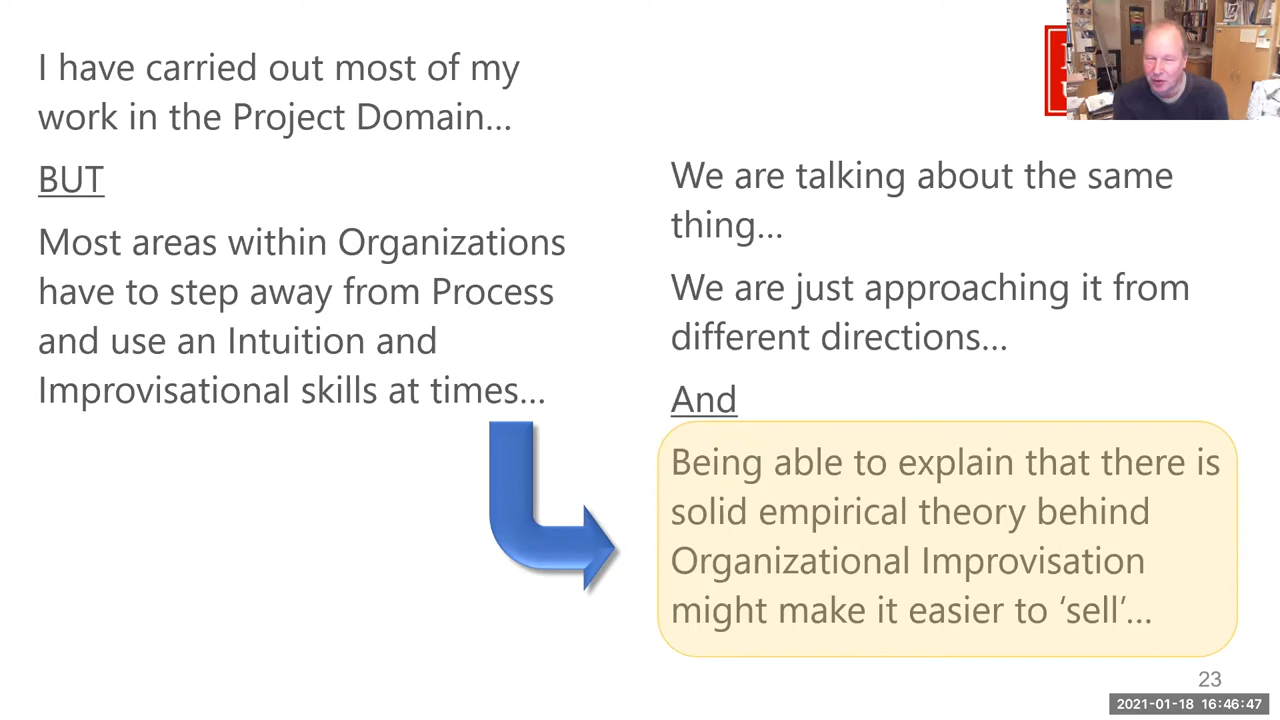 I have carried out most of my
work in the Project Domain...
BUT
Most areas within Organizations
have to step away from Process
and use an Intuition and
Improvisational skills at times...
We are talking about the same
thing...
We are just approaching it from
different directions...
And
Being able to explain that there is
solid empirical theory behind
Organizational Improvisation
might make it easier to ‘sell’...
23
2021-01-18 16:46:47